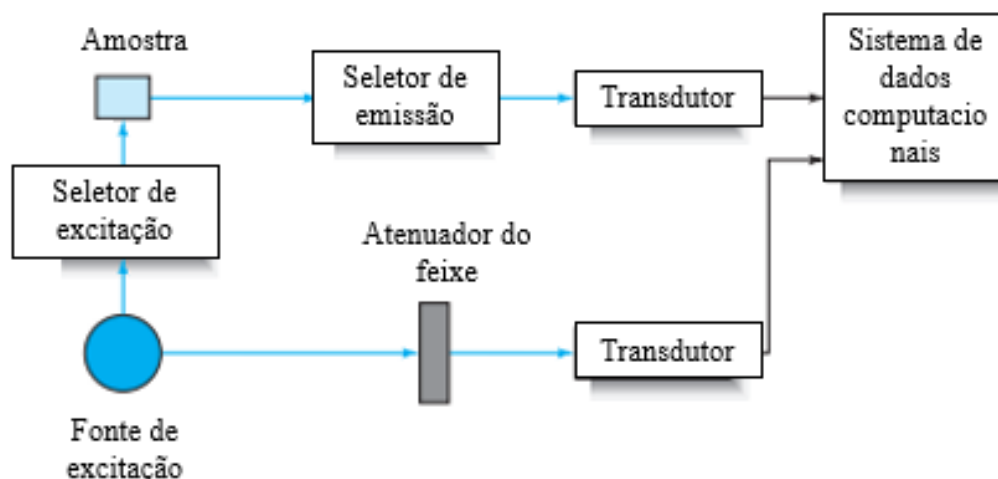 Amostra
Seletor de
emissão
Transdutor
Sistema de
dados
computacio
nais
Seletor de
excitação
Atenuador do
feixe
Transdutor
Fonte de
excitação